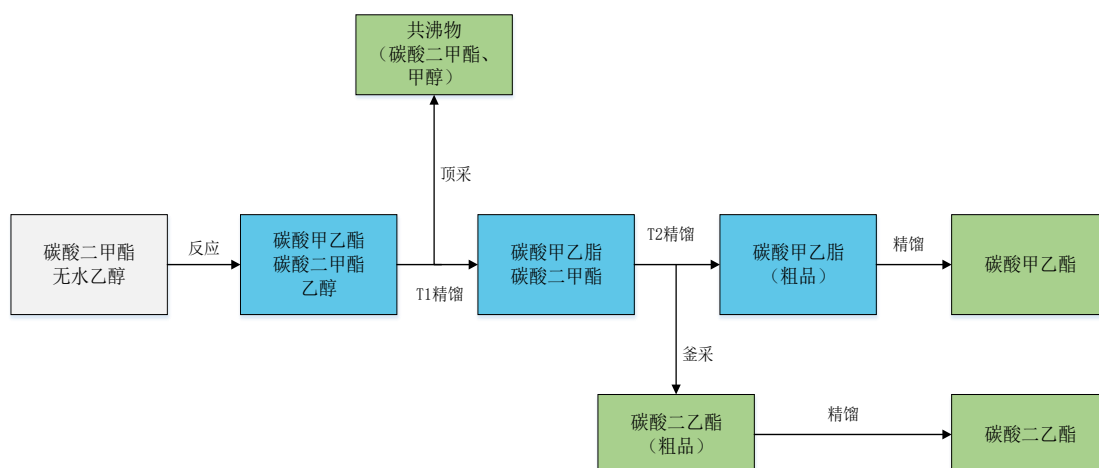 共沸物
（碳酸二甲酯、
甲醇）
顶采
碳酸二甲酯
无水乙醇
反应
碳酸甲乙酯
碳酸二甲酯
乙醇
T1精馏
碳酸甲乙脂
碳酸二甲酯
T2精馏
碳酸甲乙脂
（粗品）
精馏
碳酸甲乙酯
釜采
碳酸二乙酯
（粗品）
精馏
碳酸二乙酯